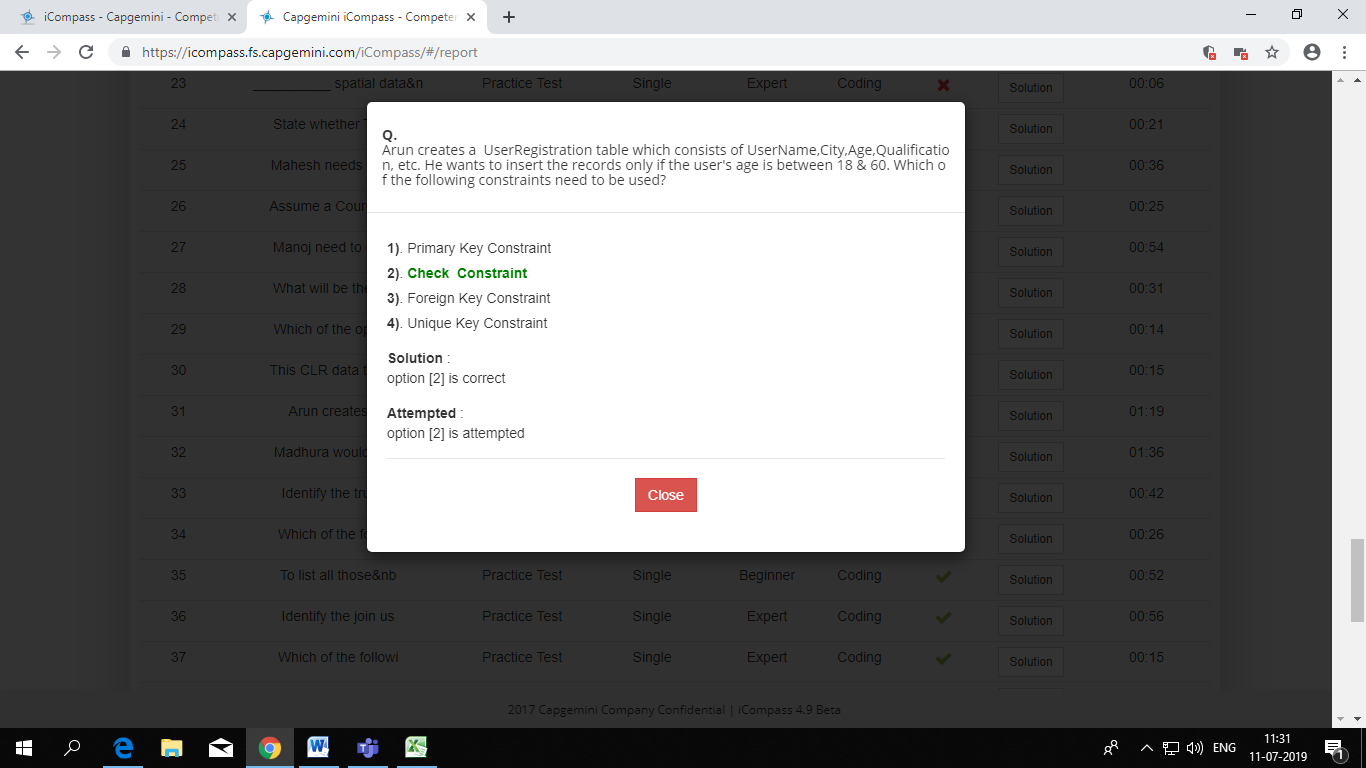 iCompass - Capgemini - Compet
Capgemini iCompass - Competen
https://icompass.fs.capgemini.com/iCompass/#/report
23 __________ spatial data&n Practice Test Single Expert Coding Solution 00:06
24 State whether Solution 00:21
25 Mahesh needs Solution 00:36
26 Assume a Cour Solution 00:25
27 Manoj need to Solution 00:54
28 What will be the Solution 00:31
29 Which of the op Solution 00:14
30 This CLR data t Solution 00:15
31 Arun creates Solution 01:19
32 Madhura would Solution 01:36
33 Identify the tru Solution 00:42
34 Which of the fo Solution 00:26
35 To list all those&nb Practice Test Single Beginner Coding Solution 00:52
36 Identify the join us Practice Test Single Expert Coding Solution 00:56
37 Which of the followi Practice Test Single Expert Coding Solution 00:15
Q.
Arun creates a UserRegistration table which consists of UserName,City,Age,Qualificatio
n, etc. He wants to insert the records only if the user's age is between 18 & 60. Which o
f the following constraints need to be used?
1). Primary Key Constraint
2). Check Constraint
3). Foreign Key Constraint
4). Unique Key Constraint
Solution :
option [2] is correct
Attempted :
option [2] is attempted
Close
2017 Capgemini Company Confidential | iCompass 4.9 Beta
ENG
11:31
11-07-2019
1